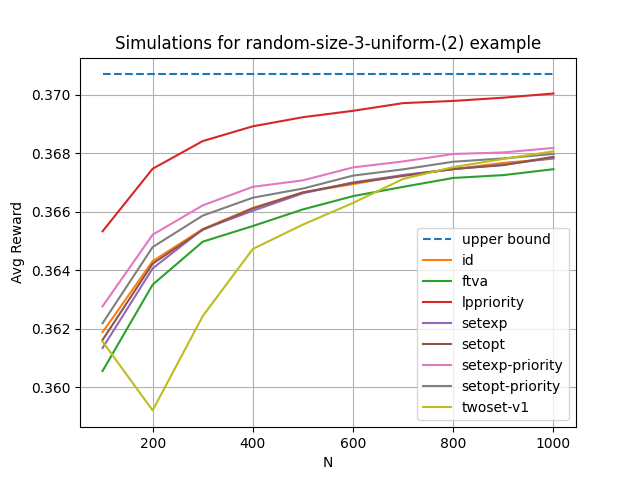 Simulations for random-size-3-uniform-(2) example
Avg Reward
0.370
0.368
0.366
0.364
0.362
0.360
upper bound
id
ftva
lppriority
setexp
setopt
setexp-priority
setopt-priority
twoset-v1
200
400
600
800
1000
N